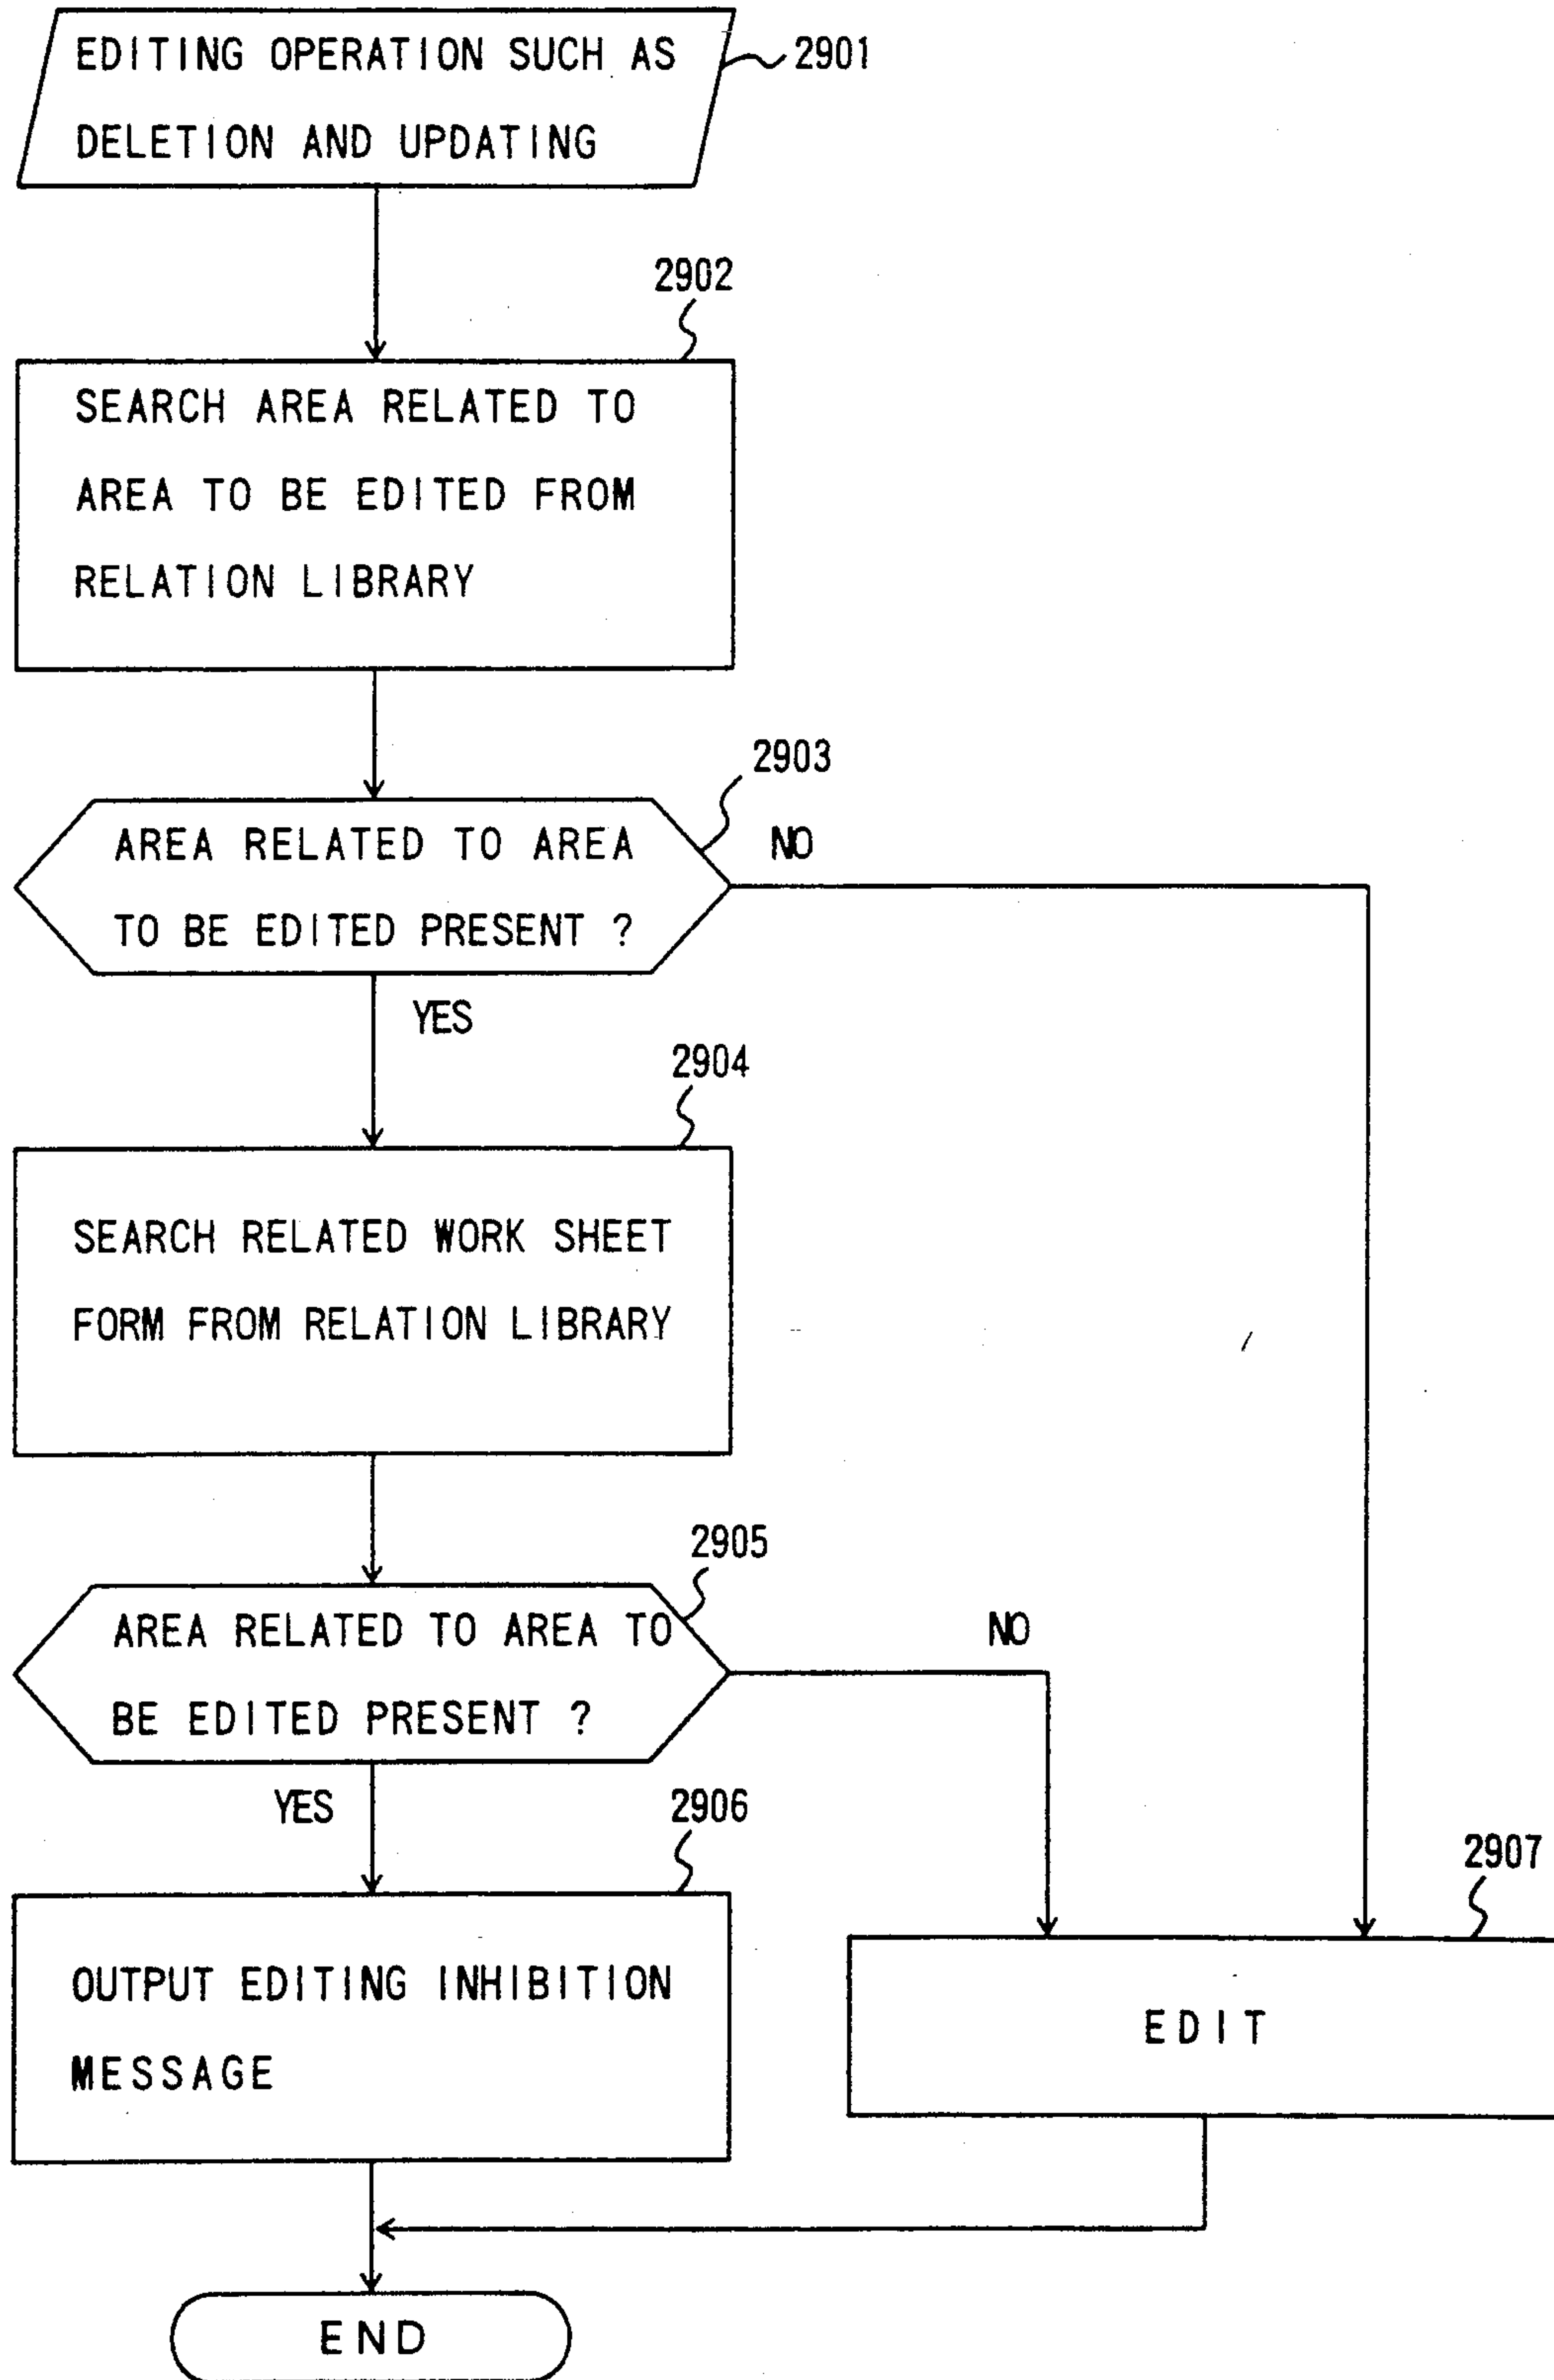 EDITING OPERATION SUCH AS
DELETION AND UPDATING
2901
2902
SEARCH AREA RELATED TO
AREA TO BE EDITED FROM
RELATION LIBRARY
2903
AREA RELATED TO AREA
TO BE EDITED PRESENT ?
NO
YES
2904
SEARCH RELATED WORK SHEET
FORM FROM RELATION LIBRARY
2905
AREA RELATED TO AREA TO
BE EDITED PRESENT ?
NO
YES
2906
OUTPUT EDITING INHIBITION
MESSAGE
2907
EDIT
END